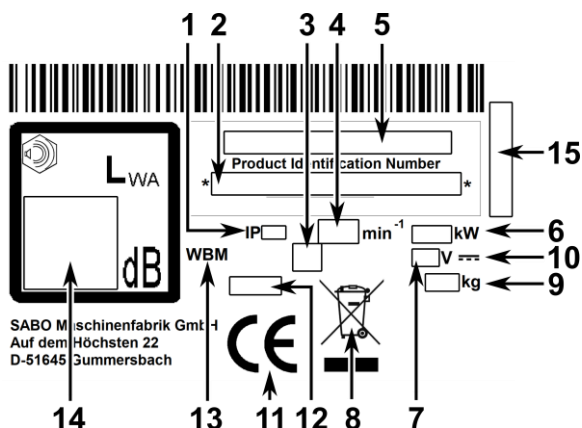 1 2 3 4 5
15
L WA
dB
Product Identification Number
* *
IP min⁻¹ kW 6
WBM V ⎓ 10
kg 9
SABO Maschinenfabrik GmbH
Auf dem Höchsten 22
D-51645 Gummersbach
CE
14 13 11 12 8 7